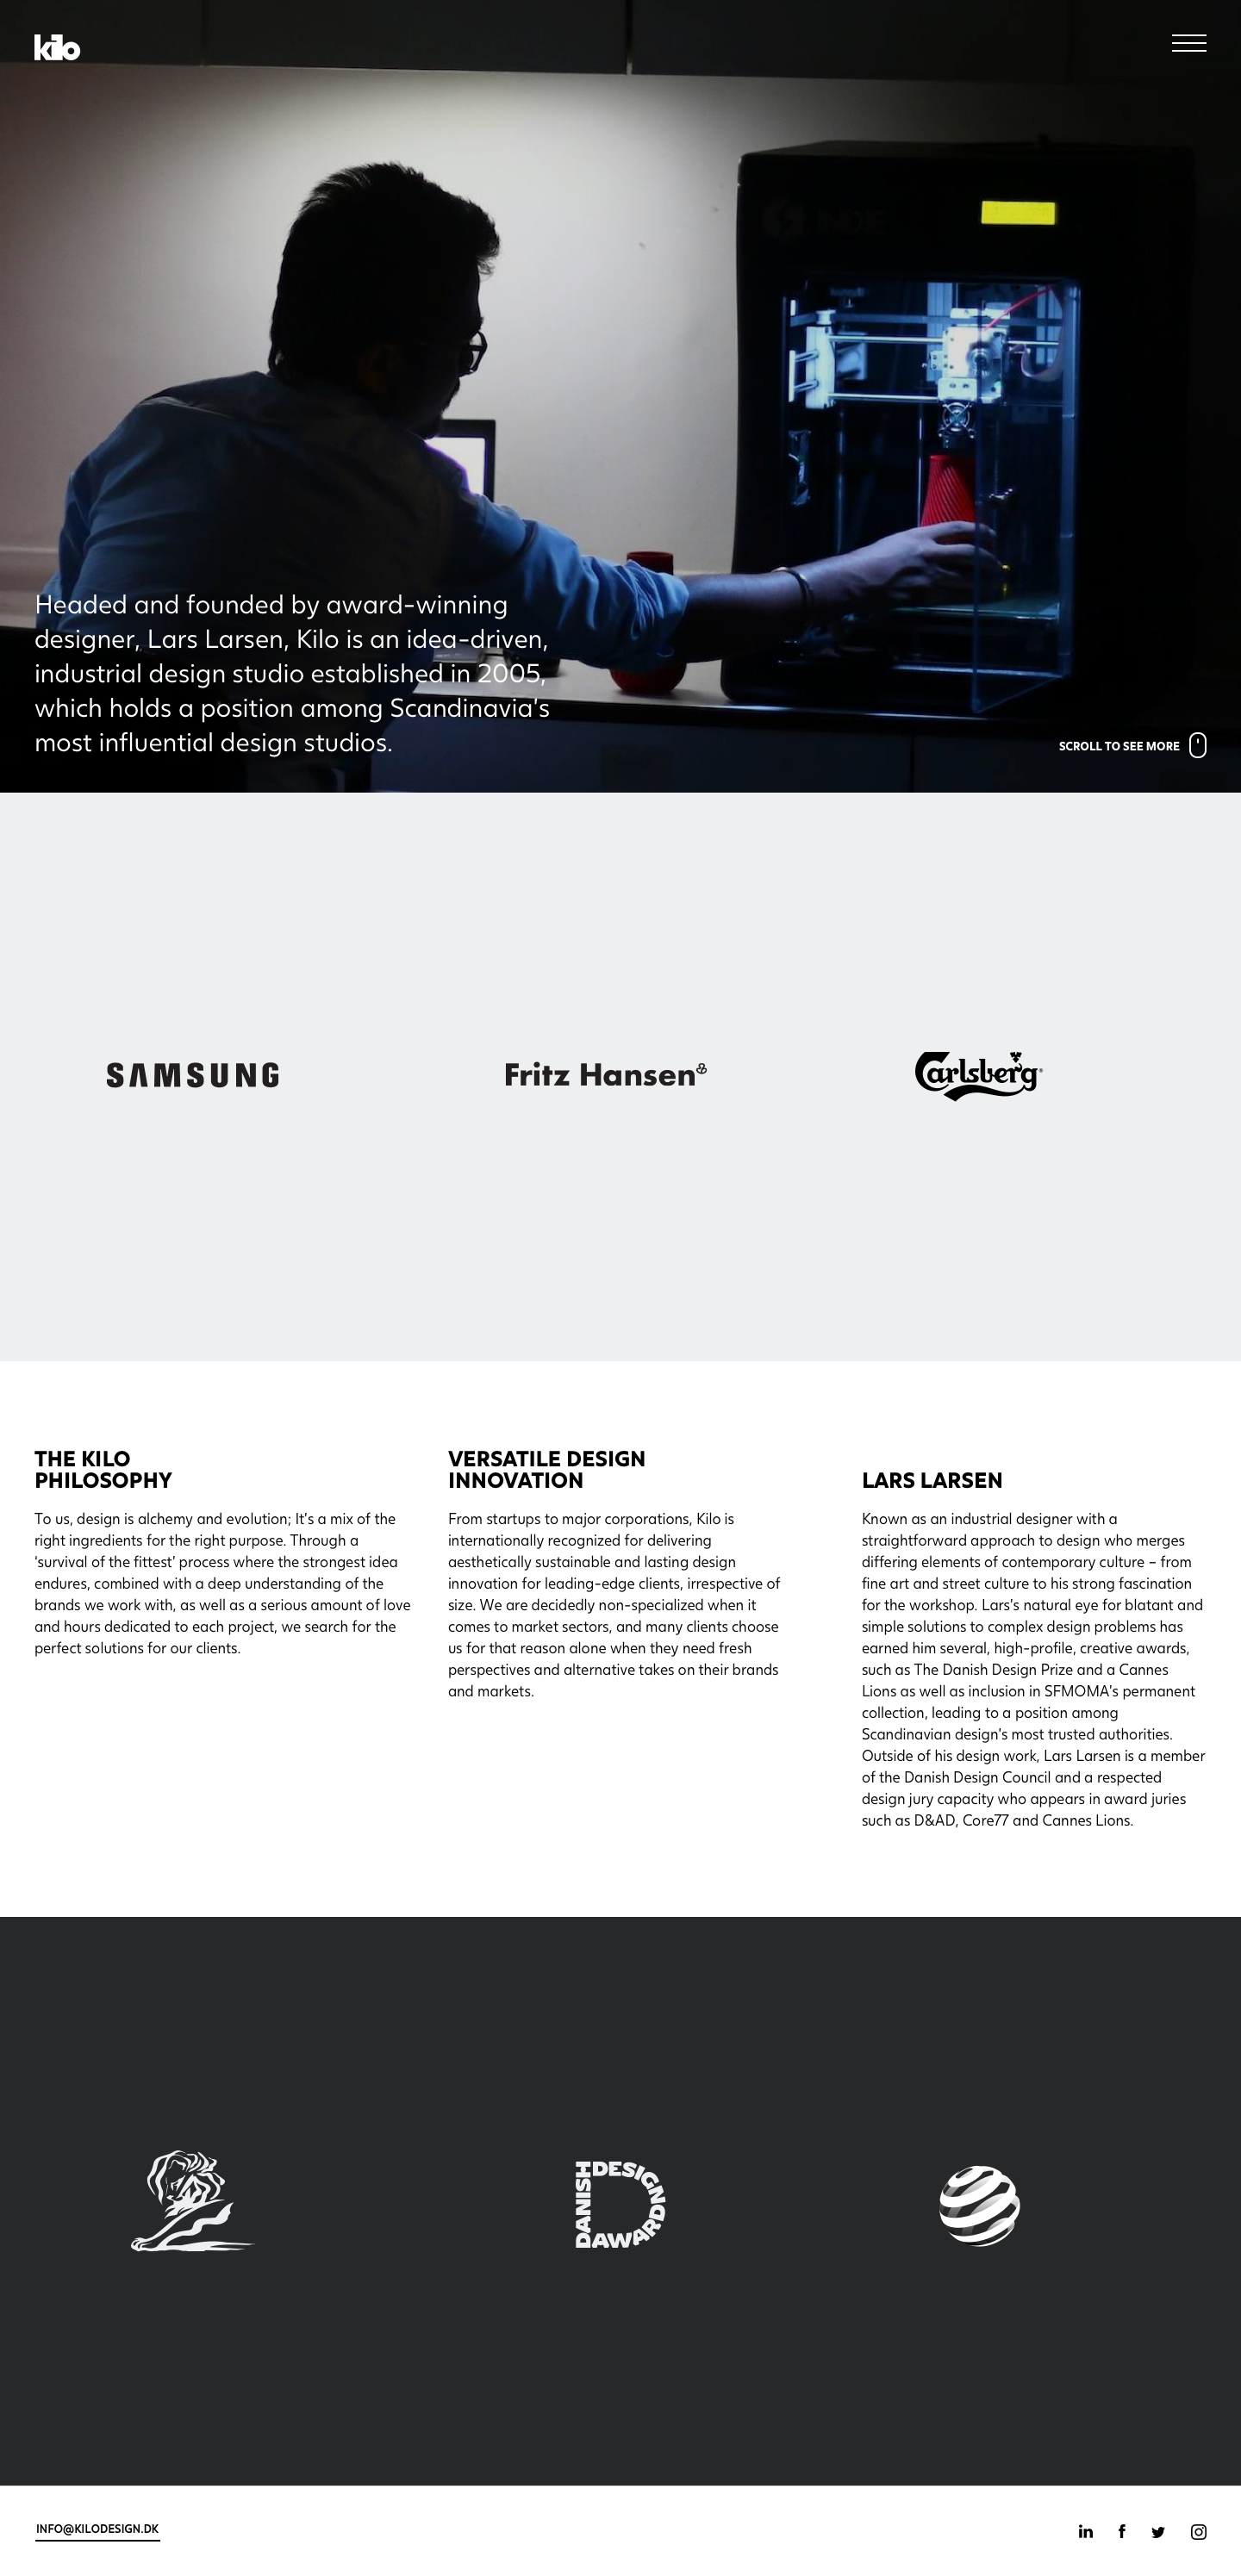 kilo
INDIE
Headed and founded by award-winning
designer, Lars Larsen, Kilo is an idea-driven,
industrial design studio established in 2005,
which holds a position among Scandinavia's
most influential design studios.
SCROLL TO SEE MORE
SAMSUNG
Fritz Hansen
Carlsberg®
THE KILO
PHILOSOPHY
To us, design is alchemy and evolution; It's a mix of the
right ingredients for the right purpose. Through a
‘survival of the fittest’ process where the strongest idea
endures, combined with a deep understanding of the
brands we work with, as well as a serious amount of love
and hours dedicated to each project, we search for the
perfect solutions for our clients.
VERSATILE DESIGN
INNOVATION
From startups to major corporations, Kilo is
internationally recognized for delivering
aesthetically sustainable and lasting design
innovation for leading-edge clients, irrespective of
size. We are decidedly non-specialized when it
comes to market sectors, and many clients choose
us for that reason alone when they need fresh
perspectives and alternative takes on their brands
and markets.
LARS LARSEN
Known as an industrial designer with a
straightforward approach to design who merges
differing elements of contemporary culture – from
fine art and street culture to his strong fascination
for the workshop. Lars's natural eye for blatant and
simple solutions to complex design problems has
earned him several, high-profile, creative awards,
such as The Danish Design Prize and a Cannes
Lions as well as inclusion in SFMOMA's permanent
collection, leading to a position among
Scandinavian design's most trusted authorities.
Outside of his design work, Lars Larsen is a member
of the Danish Design Council and a respected
design jury capacity who appears in award juries
such as D&AD, Core77 and Cannes Lions.
DANISH DESIGN AWARD
INFO@KILODESIGN.DK